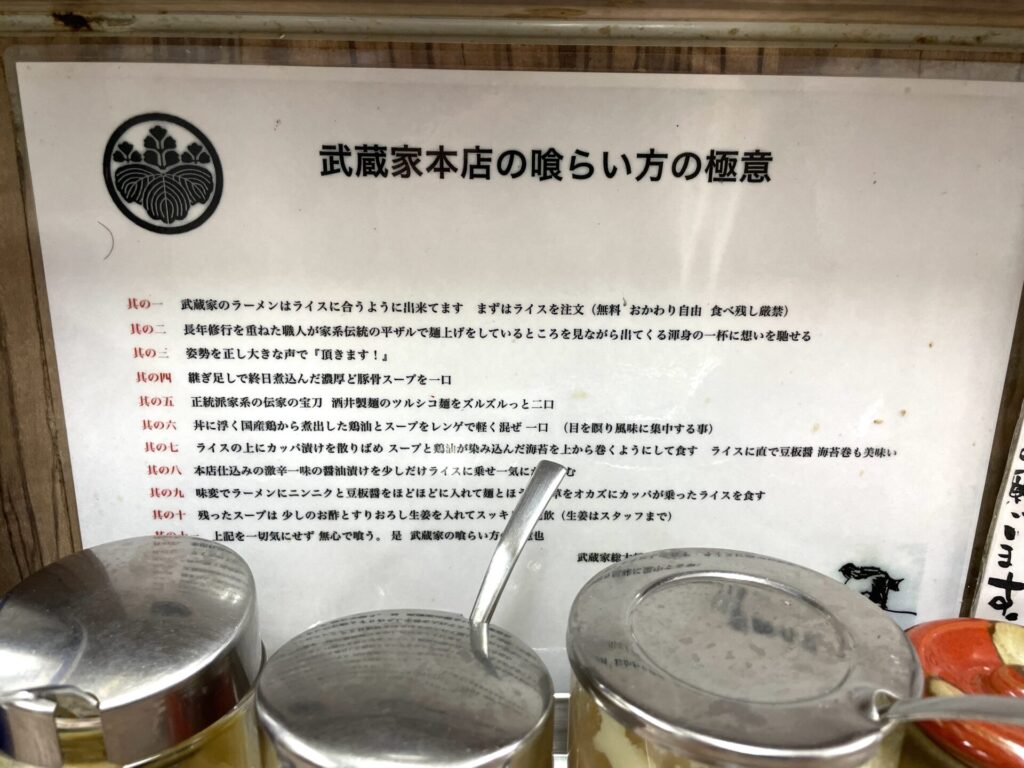 武蔵家本店の喰らい方の極意
其の一 武蔵家のラーメンはライスに合うように出来てます まずはライスを注文（無料 おかわり自由 食べ残し厳禁）
其の二 長年修行を重ねた職人が家系伝統の平ザルで麺上げをしているところを見ながら出てくる渾身の一杯に想いを馳せる
其の三 姿勢を正し大きな声で『頂きます！』
其の四 継ぎ足しで終日煮込んだ濃厚ど豚骨スープを一口
其の五 正統派家系の伝家の宝刀 酒井製麺のツルシコ麺をズルズルっと二口
其の六 丼に浮く国産鶏から煮出した鶏油とスープをレンゲで軽く混ぜ 一口 （目を瞑り風味に集中する事）
其の七 ライスの上にカッパ漬けを散りばめ スープと鶏油が染み込んだ海苔を上から巻くようにして食す ライスに直で豆板醤 海苔巻も美味い
其の八 本店仕込みの激辛一味の醤油漬けを少しだけライスに乗せ一気に む
其の九 味変でラーメンにニンニクと豆板醤をほどほどに入れて麺とほう 草をオカズにカッパが乗ったライスを食す
其の十 残ったスープは 少しのお酢とすりおろし生姜を入れてスッキ 飲（生姜はスタッフまで）
其の十一 上記を一切気にせず 無心で喰う。是 武蔵家の喰らい方 也
武蔵家総